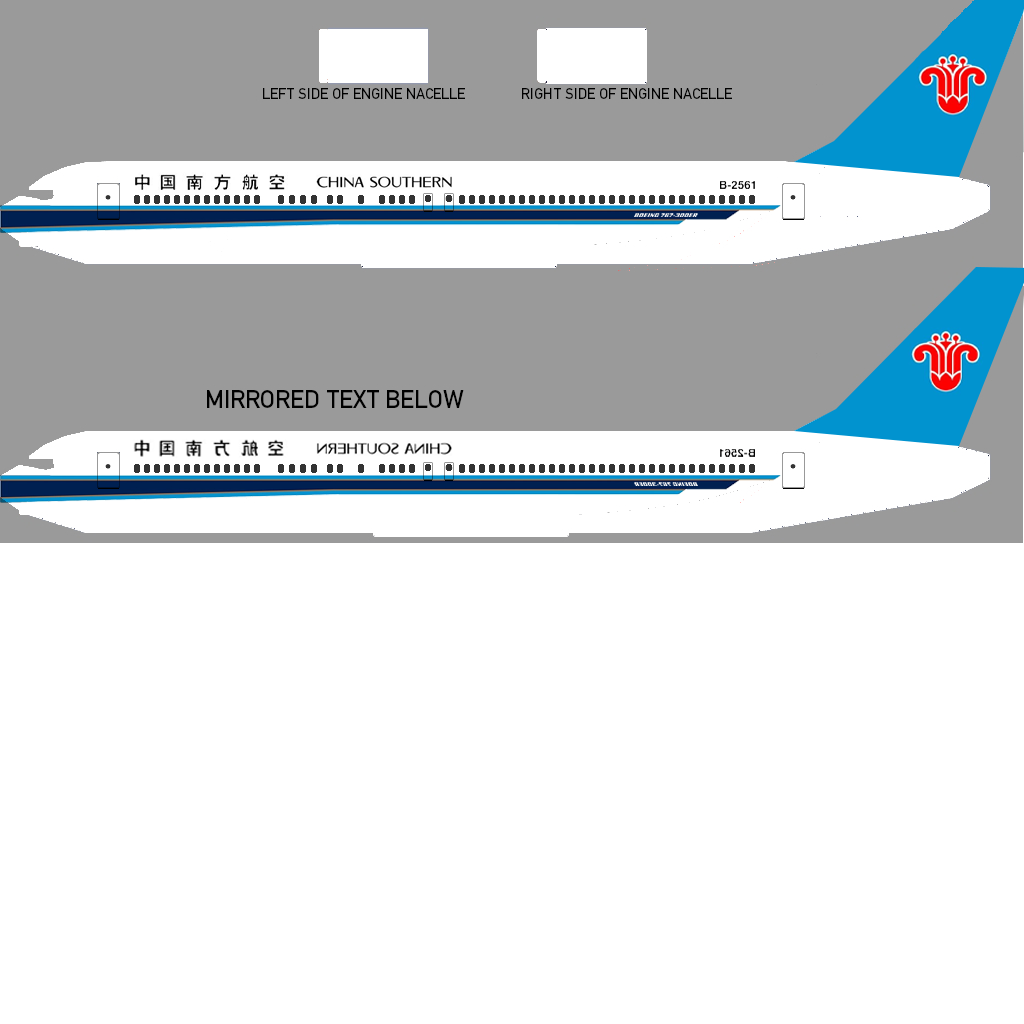 LEFT SIDE OF ENGINE NACELLE RIGHT SIDE OF ENGINE NACELLE
中国南方航空 CHINA SOUTHERN B-2561
BOEING 767-300ER
MIRRORED TEXT BELOW
中国南方航空 CHINA SOUTHERN B-2561
BOEING 767-300ER